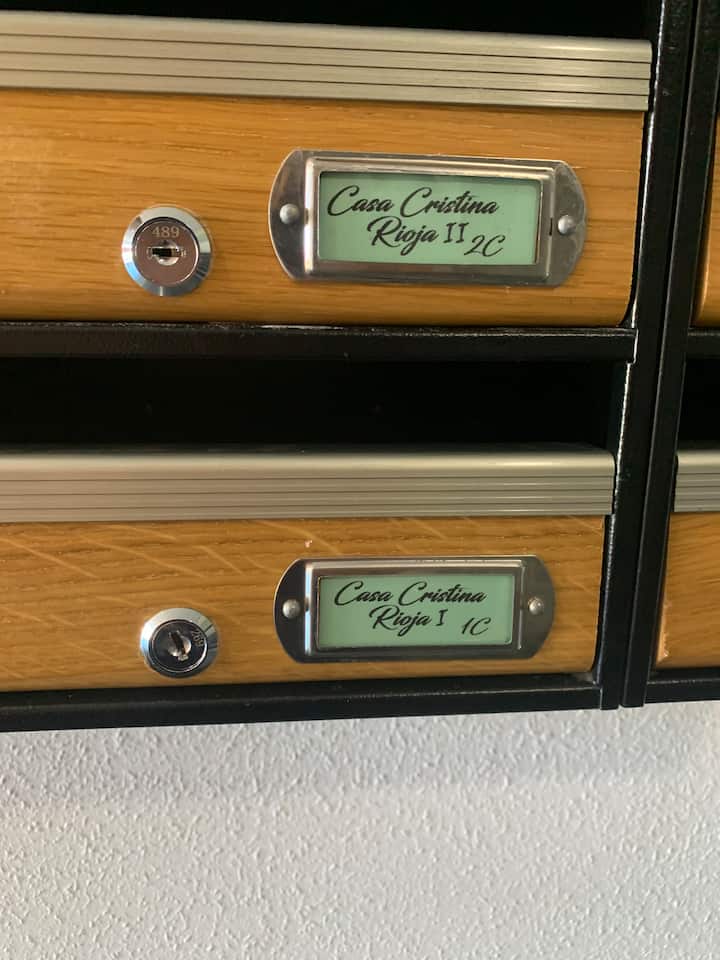 489
Casa Cristina
Rioja II 2C
Casa Cristina
Rioja I 1C